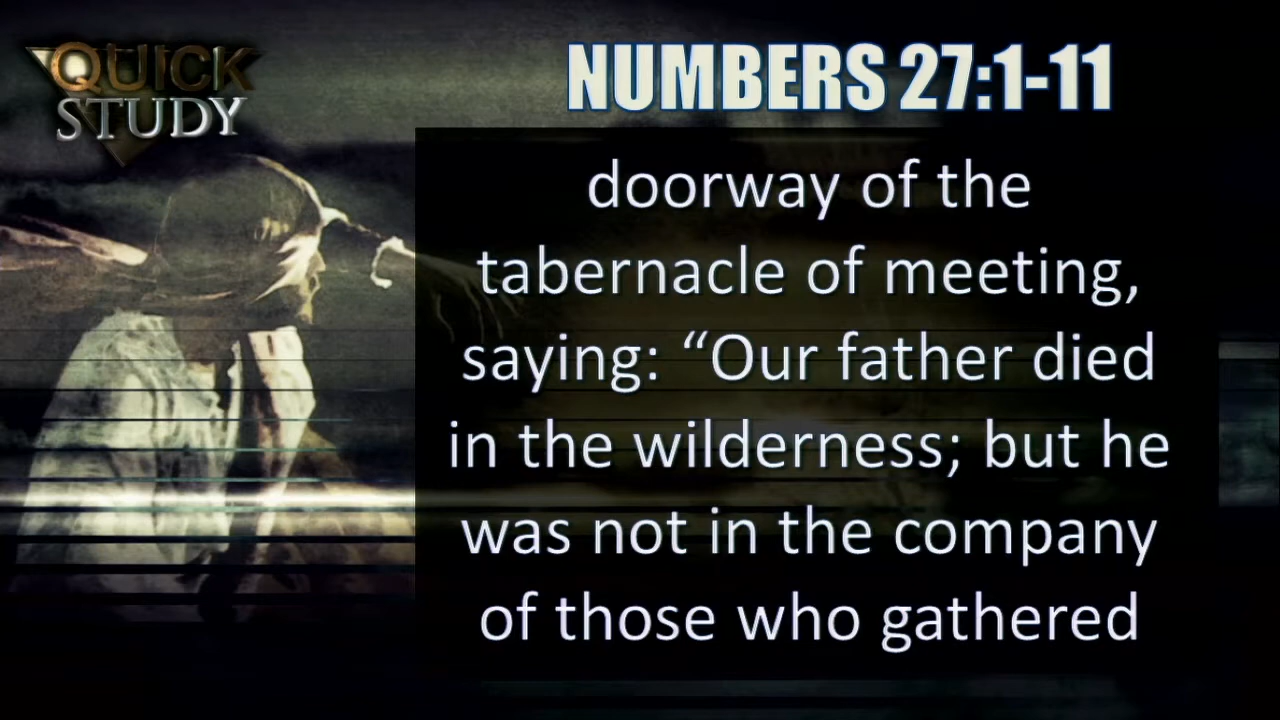 QUICK
STUDY
NUMBERS 27:1-11
doorway of the
tabernacle of meeting,
saying: “Our father died
in the wilderness; but he
was not in the company
of those who gathered